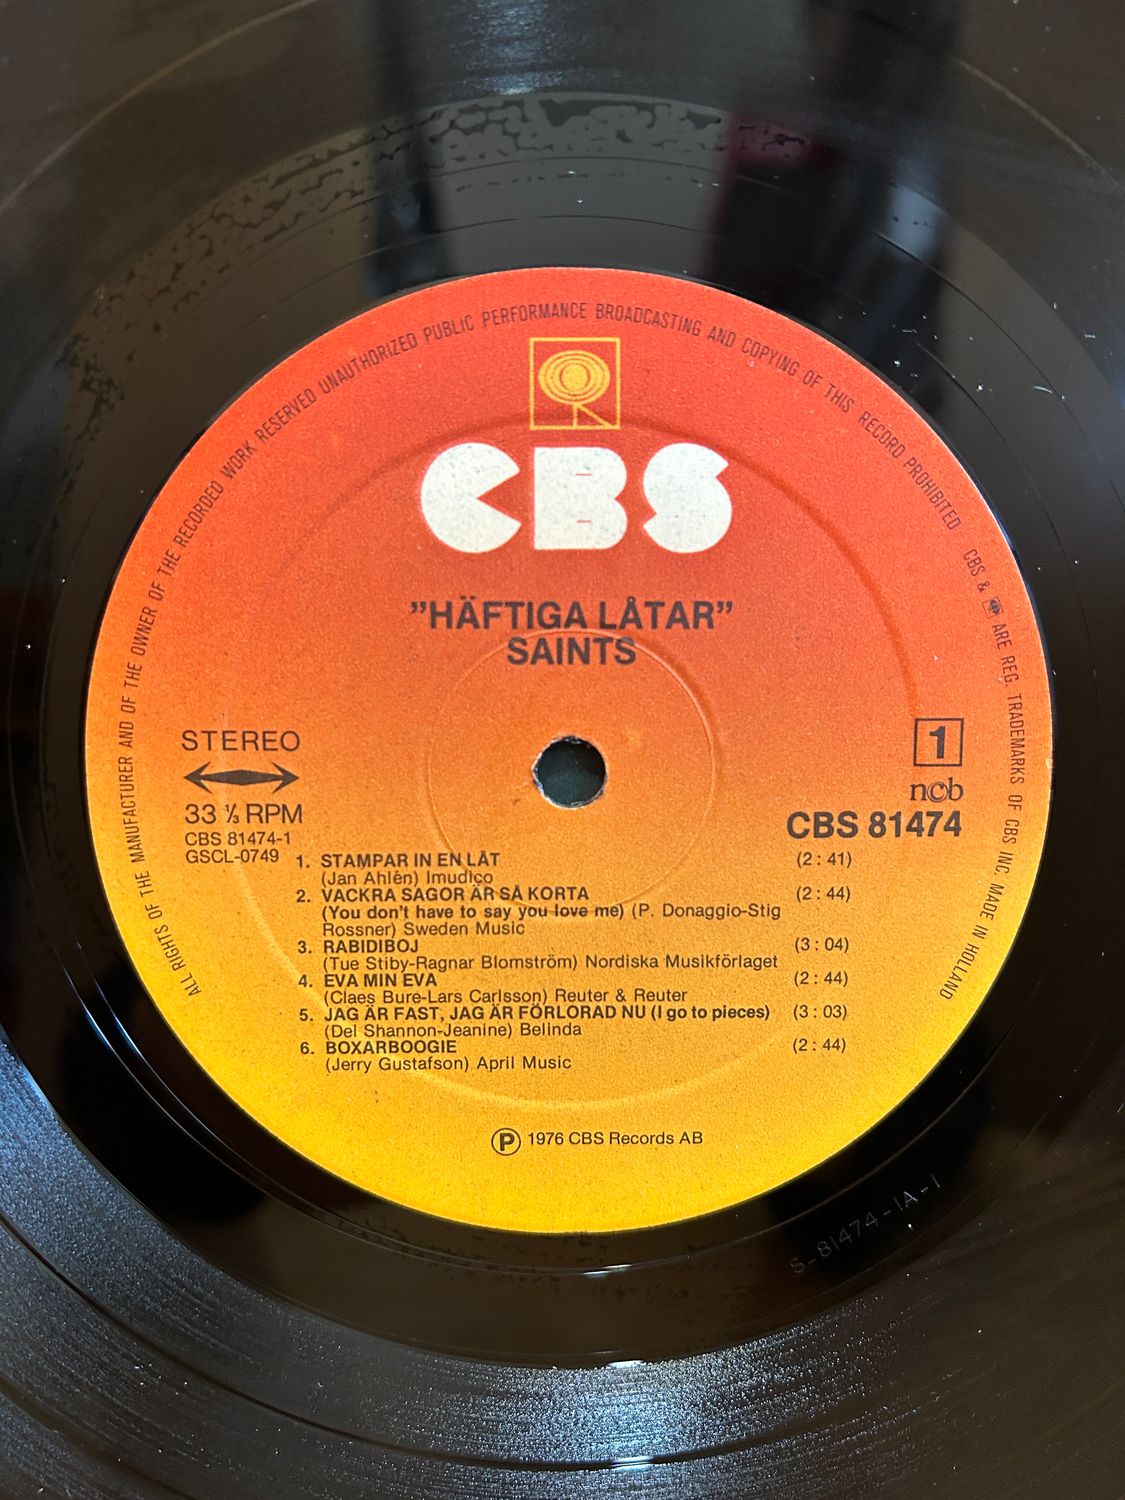 ALL RIGHTS OF THE MANUFACTURER AND OF THE OWNER OF THE RECORDED WORK RESERVED UNAUTHORIZED PUBLIC PERFORMANCE BROADCASTING AND COPYING OF THIS RECORD PROHIBITED
CBS & ARE REG. TRADEMARKS OF CBS INC. MADE IN HOLLAND
CBS
”HÄFTIGA LÅTAR”
SAINTS
STEREO
33 ⅓ RPM
CBS 81474-1
GSCL-0749
1
ncb
CBS 81474
1. STAMPAR IN EN LÅT (2 : 41)
(Jan Ahlén) Imudico
2. VACKRA SAGOR ÄR SÅ KORTA (2 : 44)
(You don't have to say you love me) (P. Donaggio-Stig
Rossner) Sweden Music
3. RABIDIBOJ (3 : 04)
(Tue Stiby-Ragnar Blomström) Nordiska Musikförlaget
4. EVA MIN EVA (2 : 44)
(Claes Bure-Lars Carlsson) Reuter & Reuter
5. JAG ÄR FAST, JAG ÄR FÖRLORAD NU (I go to pieces) (3 : 03)
(Del Shannon-Jeanine) Belinda
6. BOXARBOOGIE (2 : 44)
(Jerry Gustafson) April Music
Ⓟ 1976 CBS Records AB
S-81474-1A-1